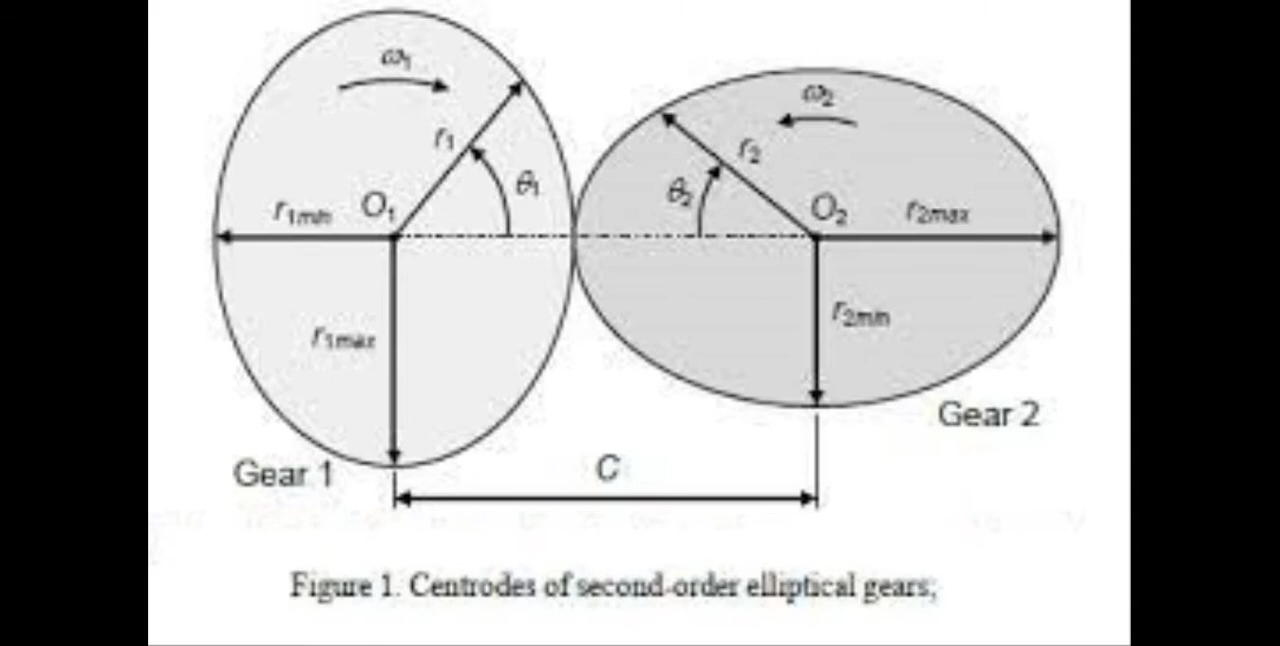 ω₁
r₁
θ₁
r₁min
O₁
r₁max
Gear 1
ω₂
r₂
θ₂
O₂
r₂max
r₂min
Gear 2
C
Figure 1. Centrodes of second-order elliptical gears;